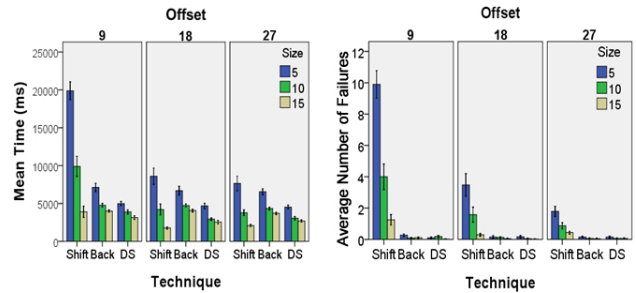 Offset
9 18 27
Mean Time (ms)
25000
20000
15000
10000
5000
0
Size
5
10
15
Shift Back DS Shift Back DS Shift Back DS
Technique
Offset
9 18 27
Average Number of Failures
12
10
8
6
4
2
0
Size
5
10
15
Shift Back DS Shift Back DS Shift Back DS
Technique